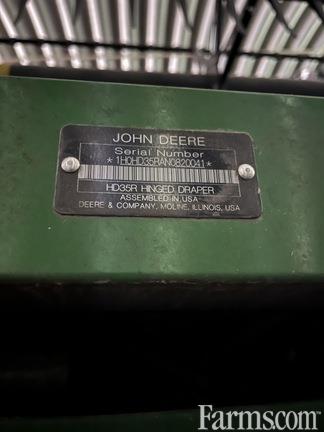 JOHN DEERE
Serial Number
*1H0HD35RAN0820041*
HD35R HINGED DRAPER
ASSEMBLED IN USA
DEERE & COMPANY, MOLINE, ILLINOIS, USA
Farms.com